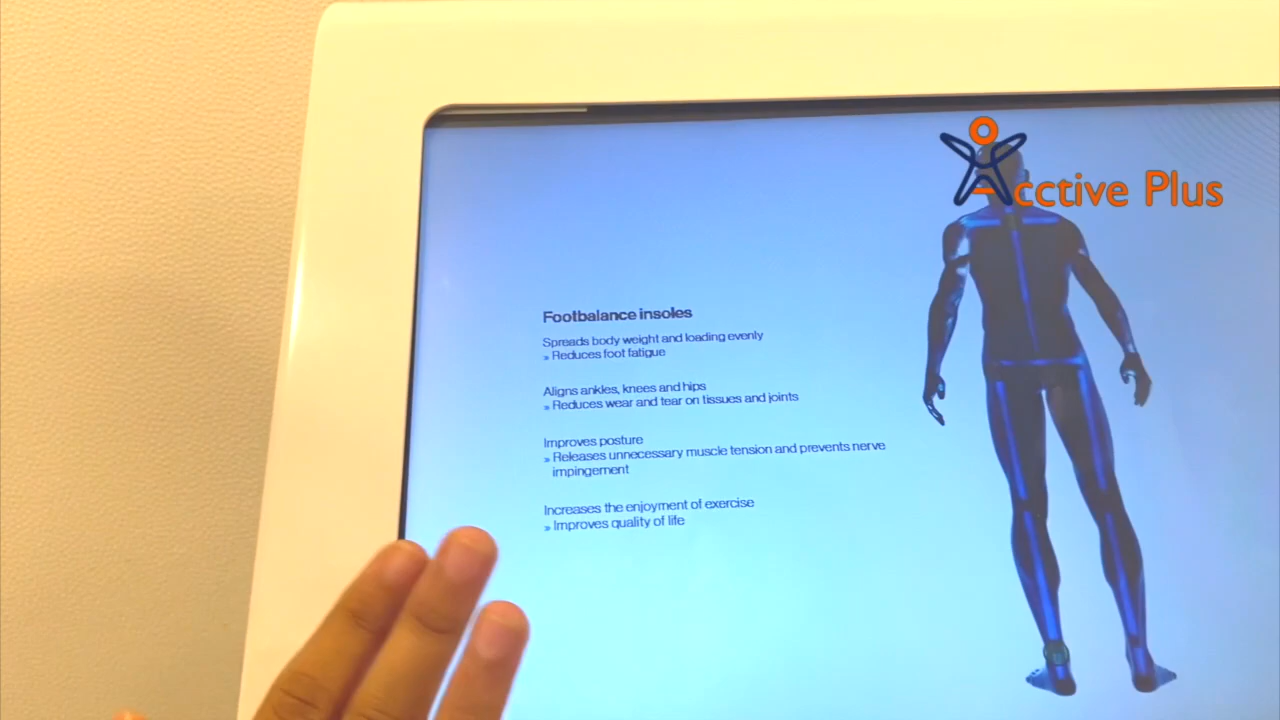 Acctive Plus
Footbalance insoles
Spreads body weight and loading evenly
» Reduces foot fatigue
Aligns ankles, knees and hips
» Reduces wear and tear on tissues and joints
Improves posture
» Releases unnecessary muscle tension and prevents nerve
impingement
Increases the enjoyment of exercise
» Improves quality of life